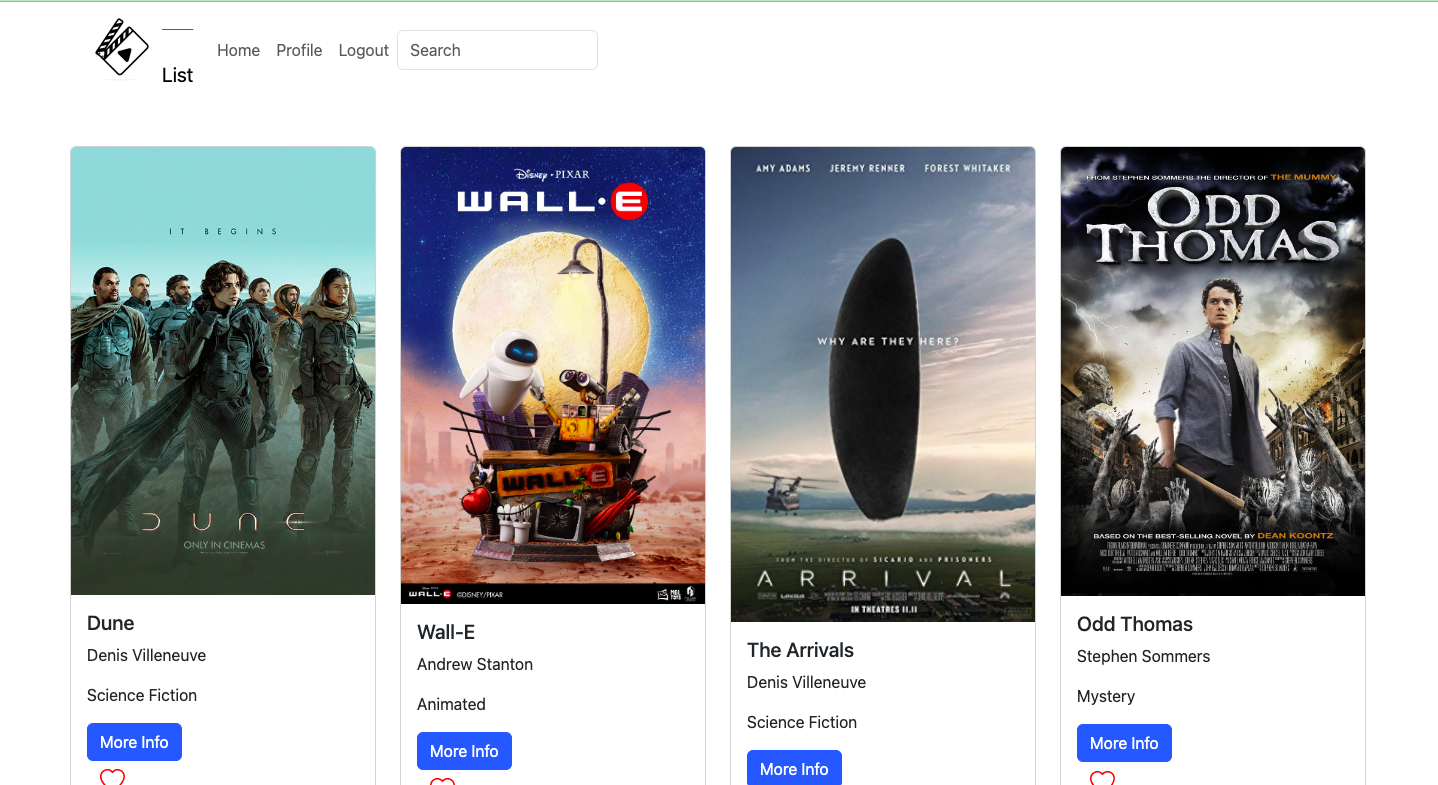 List
Home
Profile
Logout
Search
IT BEGINS
DUNE
ONLY IN CINEMAS
Dune
Denis Villeneuve
Science Fiction
More Info
Disney · PIXAR
WALL·E
WALL·E
WALL·E ©DISNEY/PIXAR
Wall-E
Andrew Stanton
Animated
More Info
AMY ADAMS JEREMY RENNER FOREST WHITAKER
WHY ARE THEY HERE?
FROM THE DIRECTOR OF SICARIO AND PRISONERS
ARRIVAL
IN THEATRES 11.11
The Arrivals
Denis Villeneuve
Science Fiction
More Info
FROM STEPHEN SOMMERS THE DIRECTOR OF THE MUMMY
ODD
THOMAS
BASED ON THE BEST-SELLING NOVEL BY DEAN KOONTZ
Odd Thomas
Stephen Sommers
Mystery
More Info